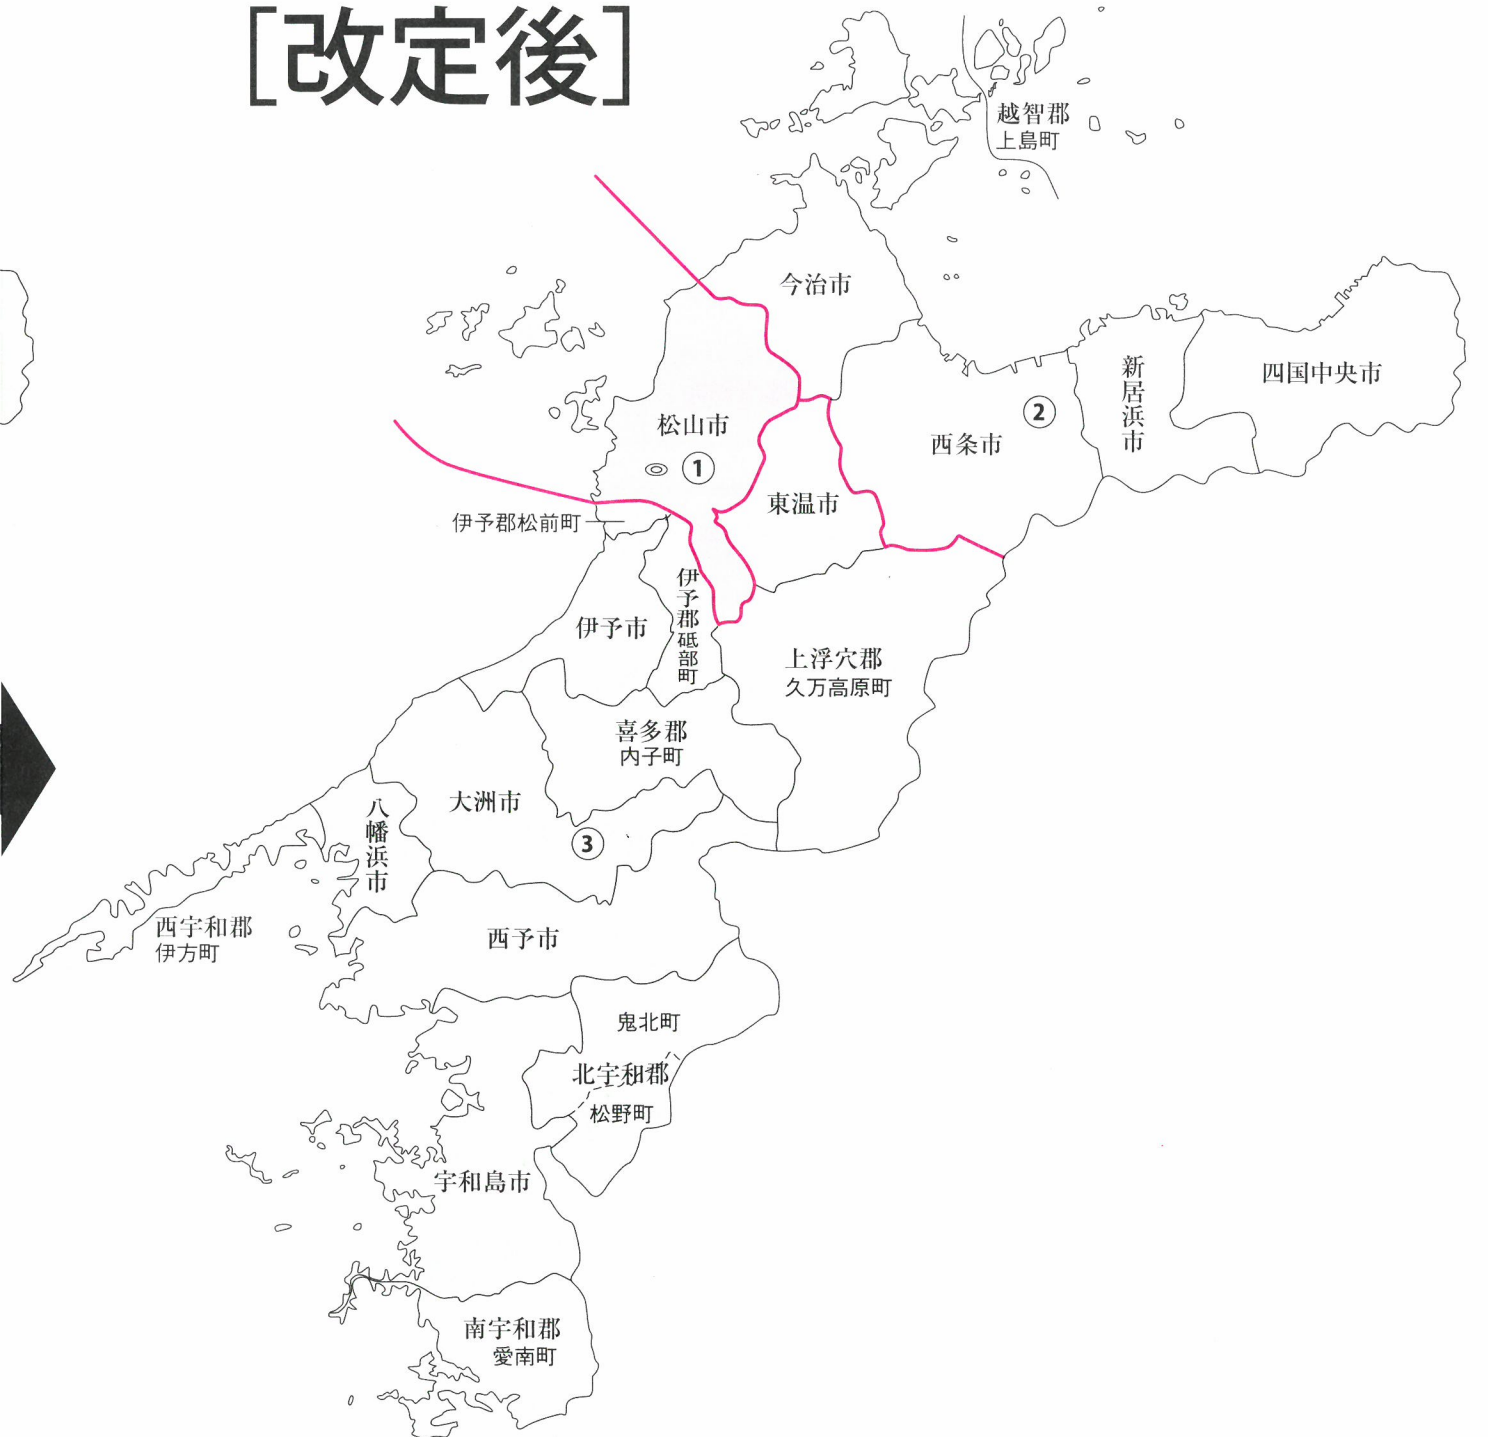 [改定後]
越智郡
上島町
今治市
新居浜市
四国中央市
②
松山市
西条市
①
東温市
伊予郡松前町
伊予郡砥部町
伊予市
上浮穴郡
久万高原町
喜多郡
内子町
大洲市
八幡浜市
③
西宇和郡
伊方町
西予市
鬼北町
北宇和郡
松野町
宇和島市
南宇和郡
愛南町